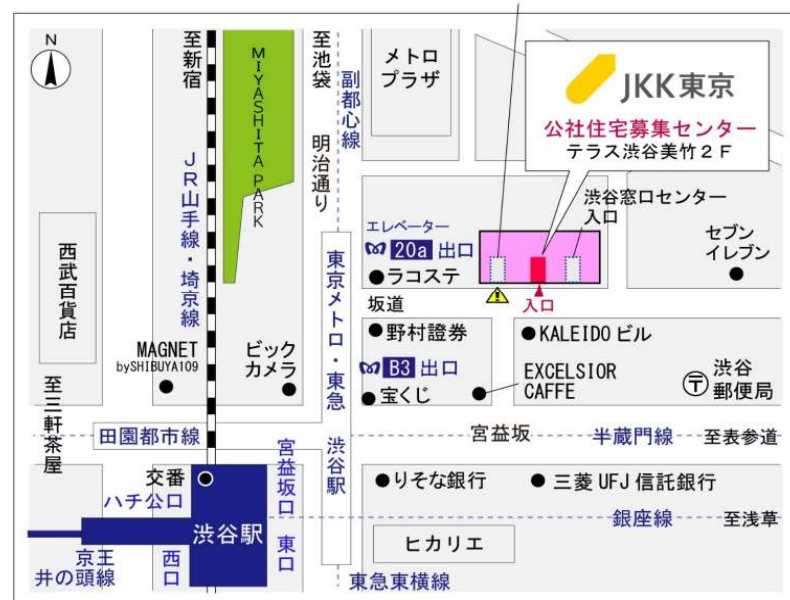 N
至新宿
MIYASHITA PARK
至池袋
副都心線
明治通り
メトロ
プラザ
JKK東京
公社住宅募集センター
テラス渋谷美竹２Ｆ
渋谷窓口センター
入口
JR山手線・埼京線
西武百貨店
エレベーター
20a 出口
ラコステ
セブン
イレブン
入口
坂道
東京メトロ・東急 渋谷駅
野村證券
KALEIDO ビル
MAGNET
bySHIBUYA109
ビック
カメラ
B3 出口
宝くじ
EXCELSIOR
CAFFE
〒
渋谷
郵便局
至三軒茶屋
田園都市線
宮益坂
半蔵門線
至表参道
交番
宮益坂口
りそな銀行
三菱 UFJ 信託銀行
ハチ公口
渋谷駅
銀座線
至浅草
京王
井の頭線
西口
東口
ヒカリエ
東急東横線